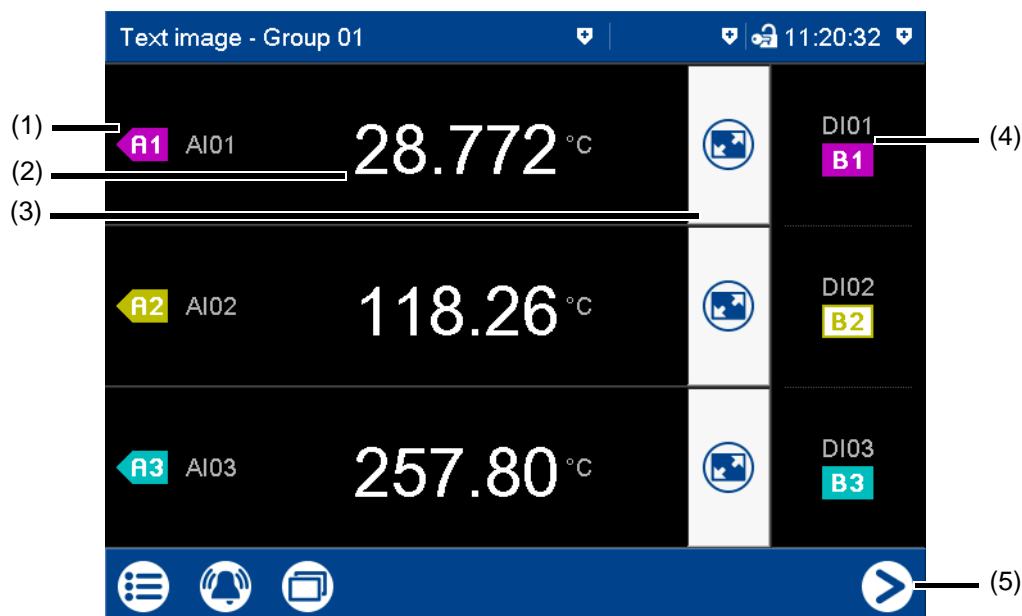 Text image - Group 01 11:20:32
(1) A1 AI01 28.772 °C DI01 (4)
(2) B1
(3)
A2 AI02 118.26 °C DI02
B2
A3 AI03 257.80 °C DI03
B3
(5)